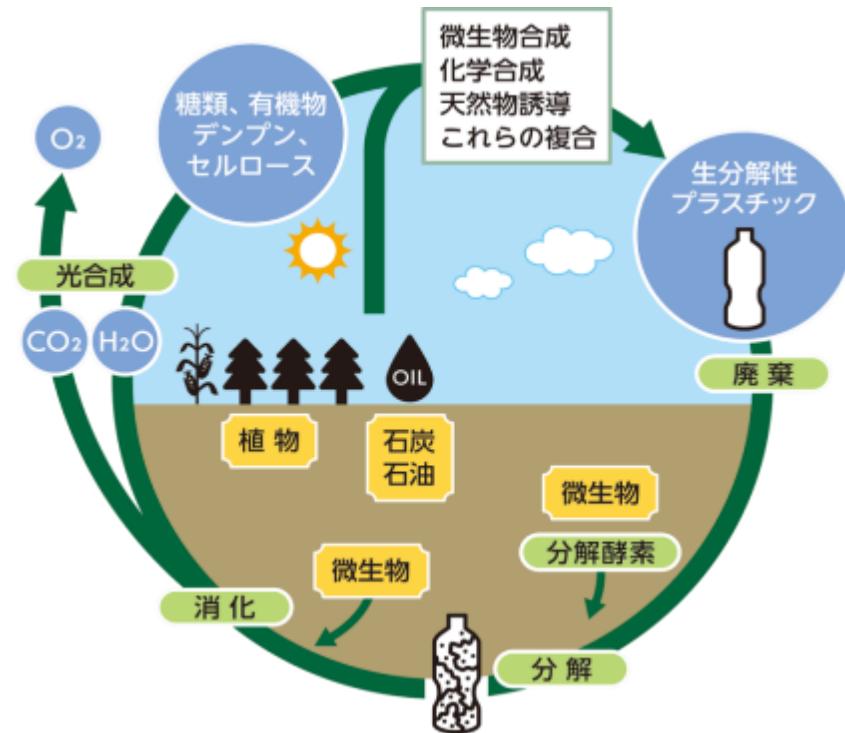 微生物合成
化学合成
天然物誘導
これらの複合
糖類、有機物
デンプン、
セルロース
O₂
生分解性
プラスチック
光合成
CO₂
H₂O
OIL
廃棄
植物
石炭
石油
微生物
分解酵素
微生物
消化
分解